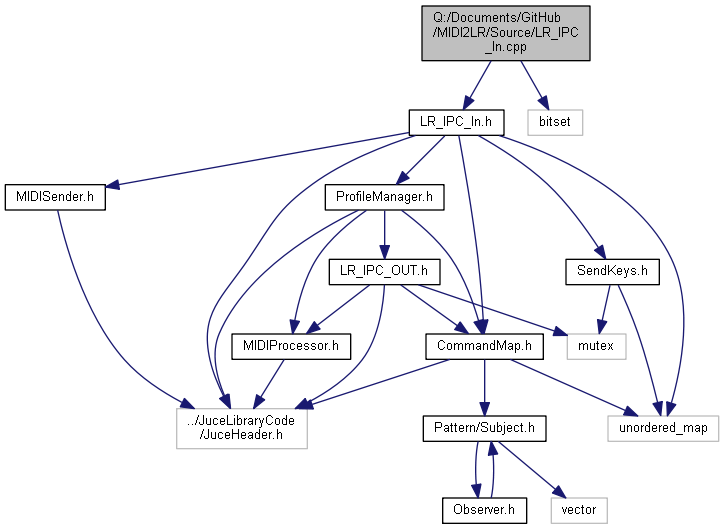 Q:/Documents/GitHub
/MIDI2LR/Source/LR_IPC
_In.cpp
LR_IPC_In.h
bitset
MIDISender.h
ProfileManager.h
LR_IPC_OUT.h
SendKeys.h
MIDIProcessor.h
CommandMap.h
mutex
../JuceLibraryCode
/JuceHeader.h
Pattern/Subject.h
unordered_map
Observer.h
vector